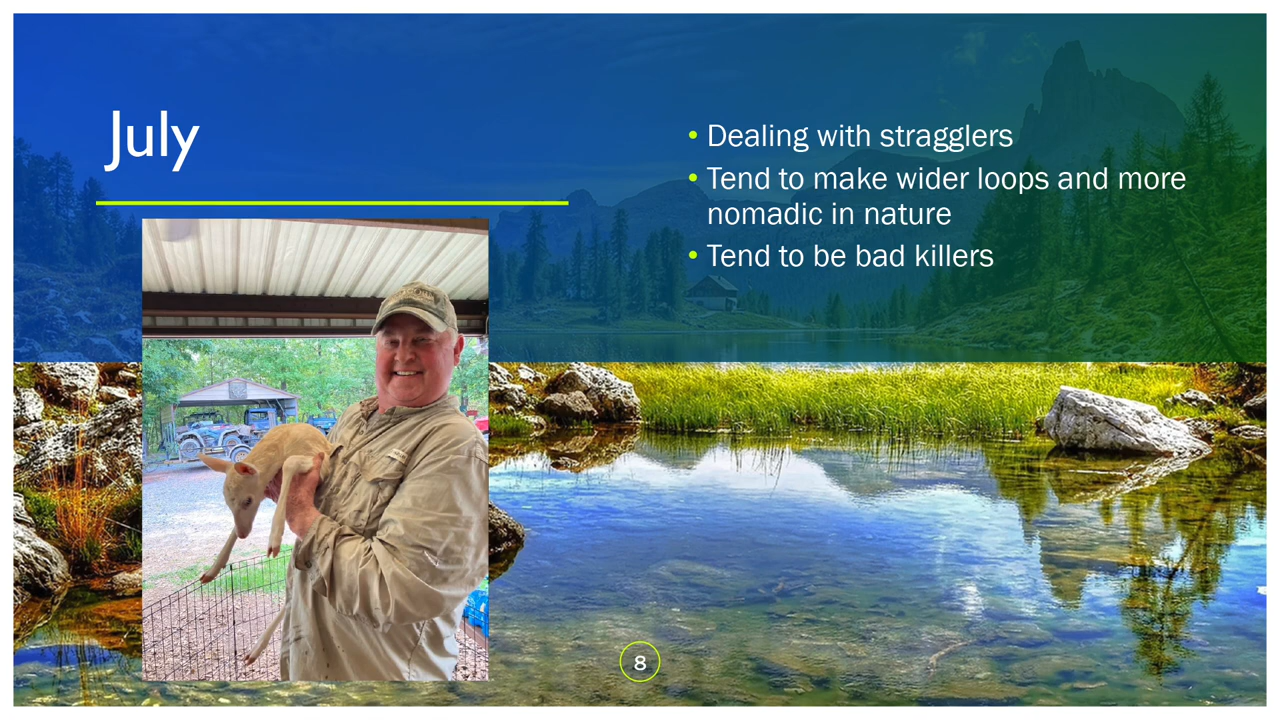 July
• Dealing with stragglers
• Tend to make wider loops and more
nomadic in nature
• Tend to be bad killers
8